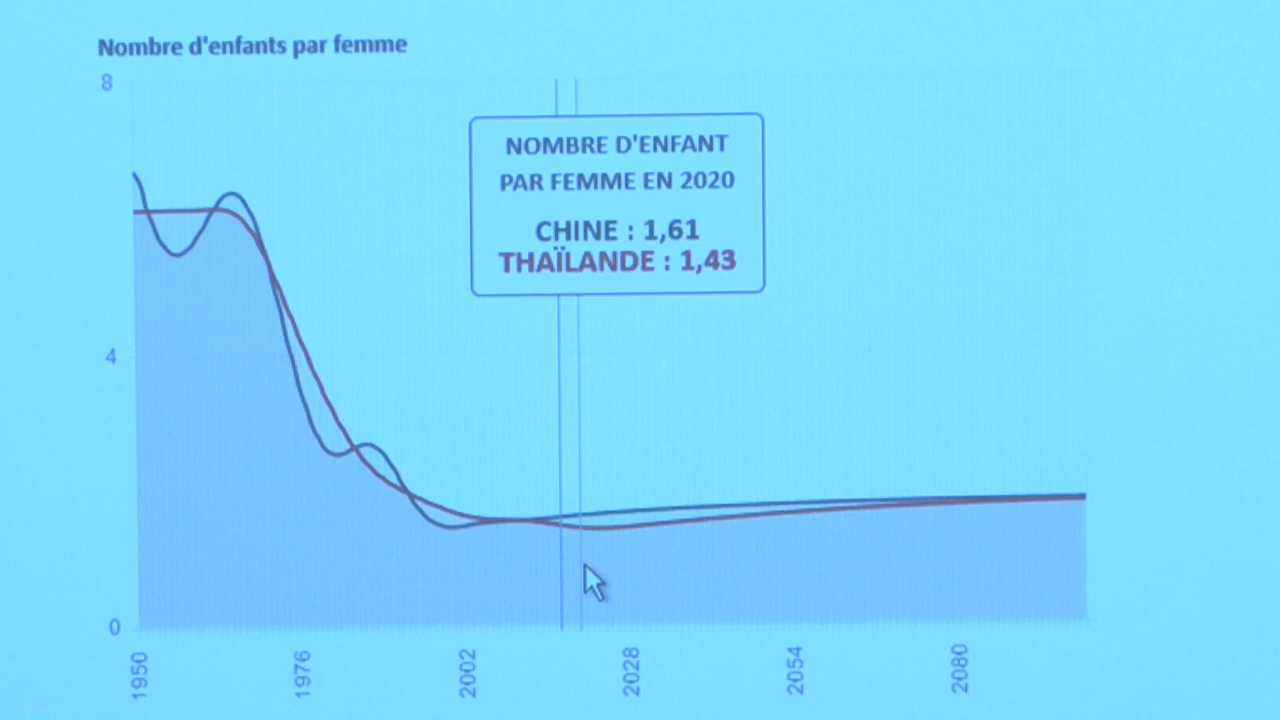 Nombre d'enfants par femme
8
NOMBRE D'ENFANT
PAR FEMME EN 2020
CHINE : 1,61
THAÏLANDE : 1,43
4
0
1950
1976
2002
2028
2054
2080